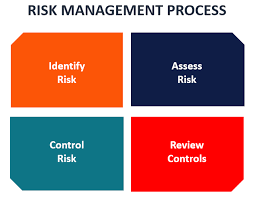 RISK MANAGEMENT PROCESS
Identify
Risk
Assess
Risk
Control
Risk
Review
Controls